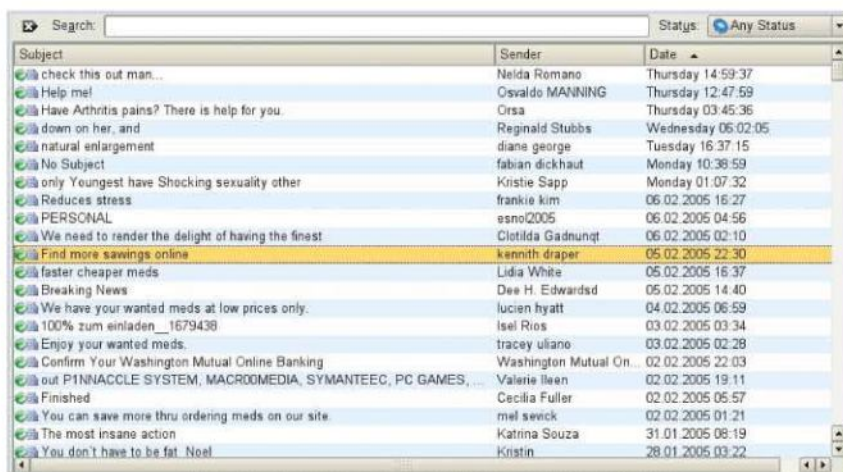 Search: Status: Any Status
Subject Sender Date
check this out man... Nelda Romano Thursday 14:59:37
Help me! Osvaldo MANNING Thursday 12:47:59
Have Arthritis pains? There is help for you. Orsa Thursday 03:45:36
down on her, and Reginald Stubbs Wednesday 06:02:05
natural enlargement diane george Tuesday 16:37:15
No Subject fabian dickhaut Monday 10:38:59
only Youngest have Shocking sexuality other Kristie Sapp Monday 01:07:32
Reduces stress frankie kim 06.02.2005 16:27
PERSONAL esnol2005 06.02.2005 04:56
We need to render the delight of having the finest Clotilda Gadnunqt 06.02.2005 02:10
Find more sawings online kennith draper 05.02.2005 22:30
faster cheaper meds Lidia White 05.02.2005 16:37
Breaking News Dee H. Edwardsd 05.02.2005 14:40
We have your wanted meds at low prices only. lucien hyatt 04.02.2005 06:59
100% zum einladen__1679438 Isel Rios 03.02.2005 03:34
Enjoy your wanted meds. tracey uliano 03.02.2005 02:28
Confirm Your Washington Mutual Online Banking Washington Mutual On... 02.02.2005 22:03
out P1NNACCLE SYSTEM, MACR00MEDIA, SYMANTEEC, PC GAMES, ... Valerie Ileen 02.02.2005 19:11
Finished Cecilia Fuller 02.02.2005 05:57
You can save more thru ordering meds on our site. mel sevick 02.02.2005 01:21
The most insane action Katrina Souza 31.01.2005 08:19
You don't have to be fat Noel Kristin 28.01.2005 03:22